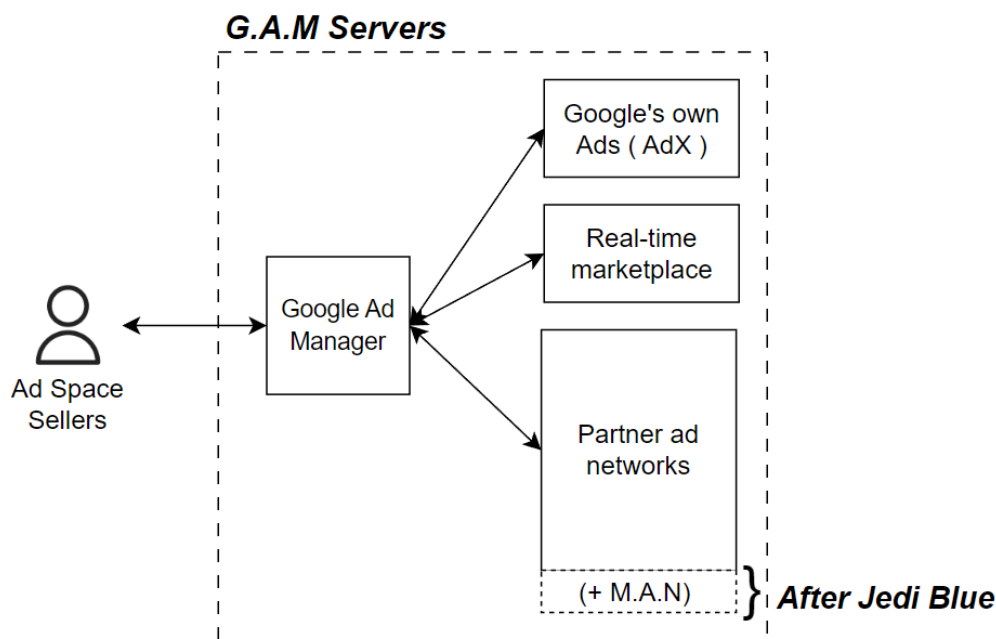 G.A.M Servers
Google's own
Ads ( AdX )
Real-time
marketplace
Google Ad
Manager
Ad Space
Sellers
Partner ad
networks
(+ M.A.N)
After Jedi Blue